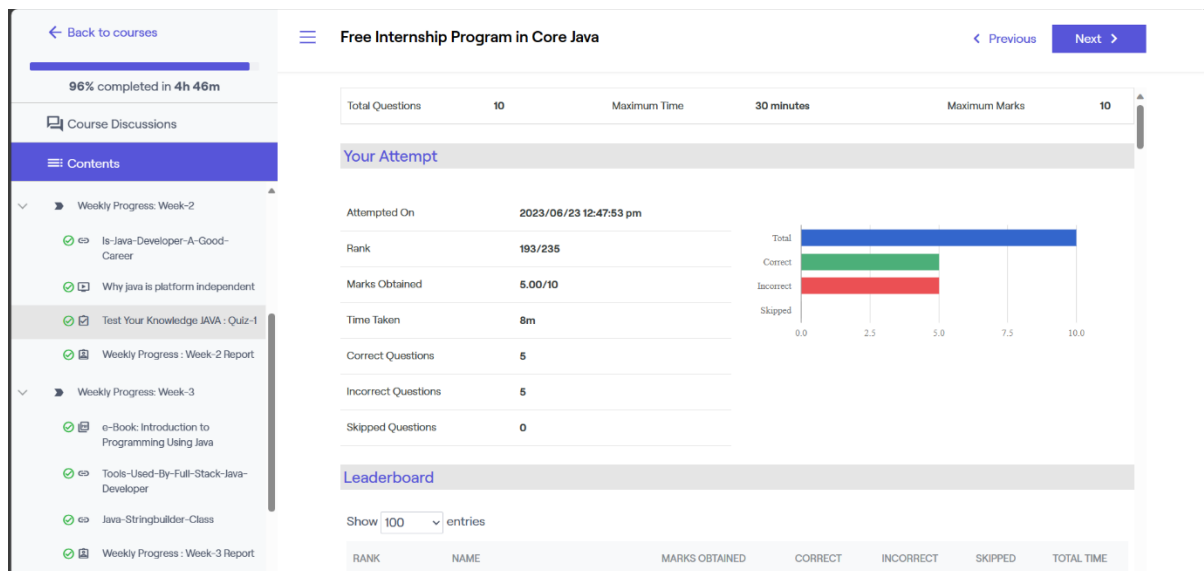 Back to courses
96% completed in 4h 46m
Course Discussions
Contents
Weekly Progress: Week-2
Is-Java-Developer-A-Good-
Career
Why java is platform independent
Test Your Knowledge JAVA : Quiz-1
Weekly Progress : Week-2 Report
Weekly Progress: Week-3
e-Book: Introduction to
Programming Using Java
Tools-Used-By-Full-Stack-Java-
Developer
Java-Stringbuilder-Class
Weekly Progress : Week-3 Report
Free Internship Program in Core Java
Previous
Next
Total Questions 10 Maximum Time 30 minutes Maximum Marks 10
Your Attempt
Attempted On 2023/06/23 12:47:53 pm
Rank 193/235
Marks Obtained 5.00/10
Time Taken 8m
Correct Questions 5
Incorrect Questions 5
Skipped Questions 0
Total
Correct
Incorrect
Skipped
0.0 2.5 5.0 7.5 10.0
Leaderboard
Show 100 entries
RANK NAME MARKS OBTAINED CORRECT INCORRECT SKIPPED TOTAL TIME